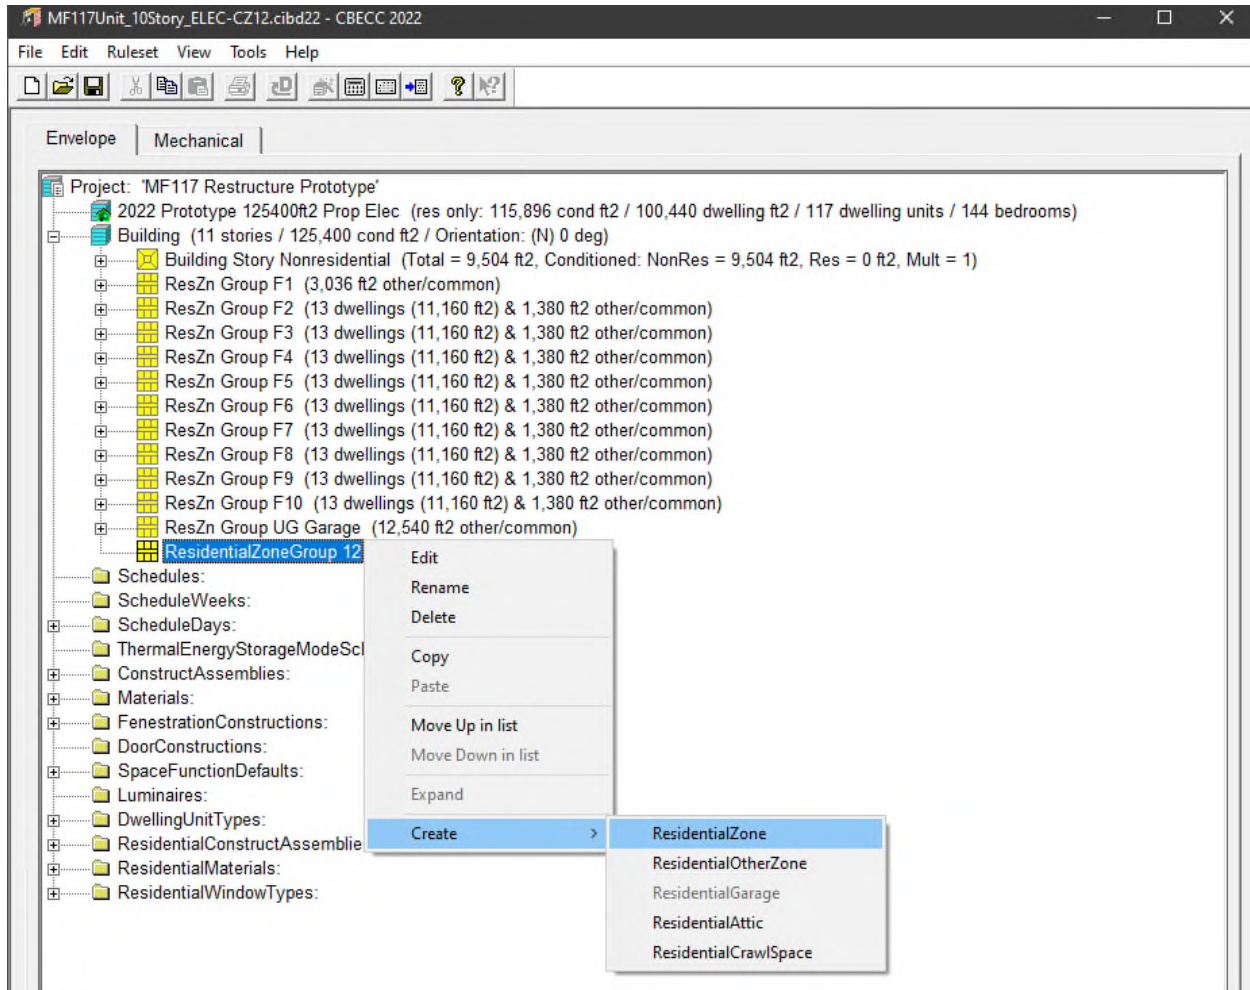 MF117Unit_10Story_ELEC-CZ12.cibd22 - CBECC 2022
File Edit Ruleset View Tools Help
Envelope Mechanical
Project: 'MF117 Restructure Prototype'
2022 Prototype 125400ft2 Prop Elec (res only: 115,896 cond ft2 / 100,440 dwelling ft2 / 117 dwelling units / 144 bedrooms)
Building (11 stories / 125,400 cond ft2 / Orientation: (N) 0 deg)
Building Story Nonresidential (Total = 9,504 ft2, Conditioned: NonRes = 9,504 ft2, Res = 0 ft2, Mult = 1)
ResZn Group F1 (3,036 ft2 other/common)
ResZn Group F2 (13 dwellings (11,160 ft2) & 1,380 ft2 other/common)
ResZn Group F3 (13 dwellings (11,160 ft2) & 1,380 ft2 other/common)
ResZn Group F4 (13 dwellings (11,160 ft2) & 1,380 ft2 other/common)
ResZn Group F5 (13 dwellings (11,160 ft2) & 1,380 ft2 other/common)
ResZn Group F6 (13 dwellings (11,160 ft2) & 1,380 ft2 other/common)
ResZn Group F7 (13 dwellings (11,160 ft2) & 1,380 ft2 other/common)
ResZn Group F8 (13 dwellings (11,160 ft2) & 1,380 ft2 other/common)
ResZn Group F9 (13 dwellings (11,160 ft2) & 1,380 ft2 other/common)
ResZn Group F10 (13 dwellings (11,160 ft2) & 1,380 ft2 other/common)
ResZn Group UG Garage (12,540 ft2 other/common)
ResidentialZoneGroup 12
Schedules:
ScheduleWeeks:
ScheduleDays:
ThermalEnergyStorageModeScl
ConstructAssemblies:
Materials:
FenestrationConstructions:
DoorConstructions:
SpaceFunctionDefaults:
Luminaires:
DwellingUnitTypes:
ResidentialConstructAssemblie
ResidentialMaterials:
ResidentialWindowTypes:
Edit
Rename
Delete
Copy
Paste
Move Up in list
Move Down in list
Expand
Create >
ResidentialZone
ResidentialOtherZone
ResidentialGarage
ResidentialAttic
ResidentialCrawlSpace